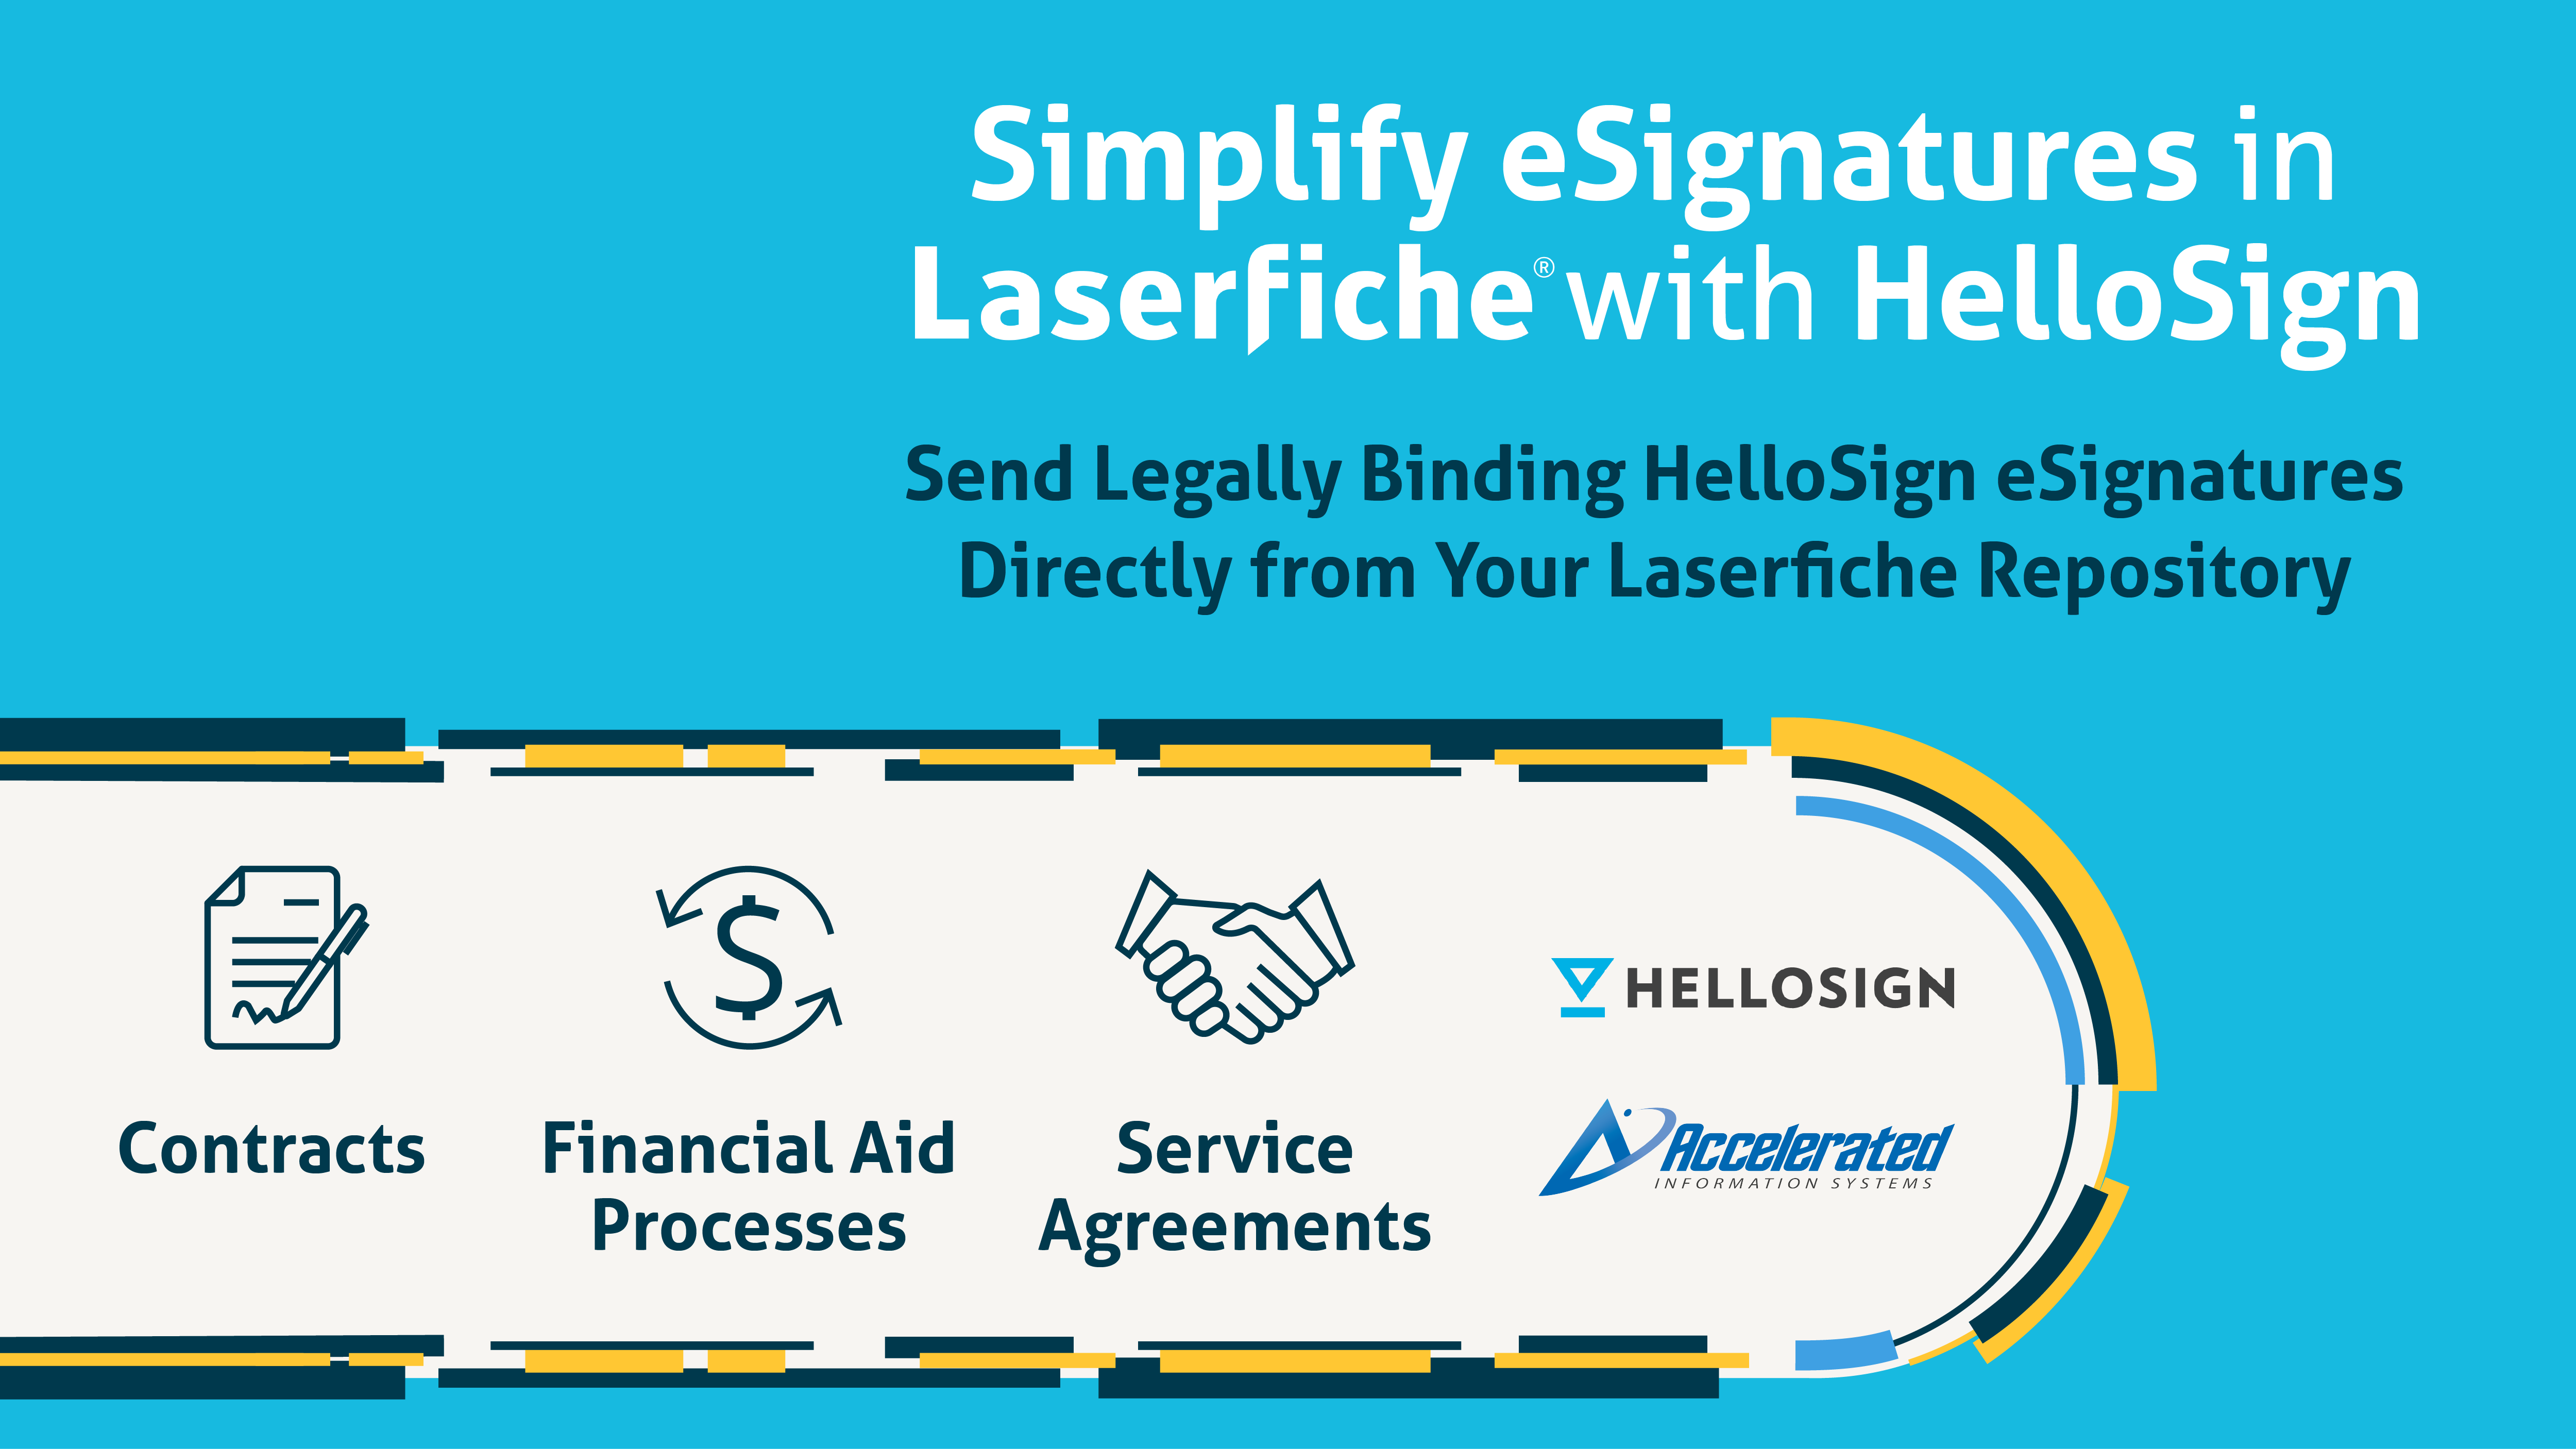 Simplify eSignatures in
Laserfiche® with HelloSign
Send Legally Binding HelloSign eSignatures
Directly from Your Laserfiche Repository
Contracts
Financial Aid
Processes
Service
Agreements
HELLOSIGN
Accelerated
INFORMATION SYSTEMS